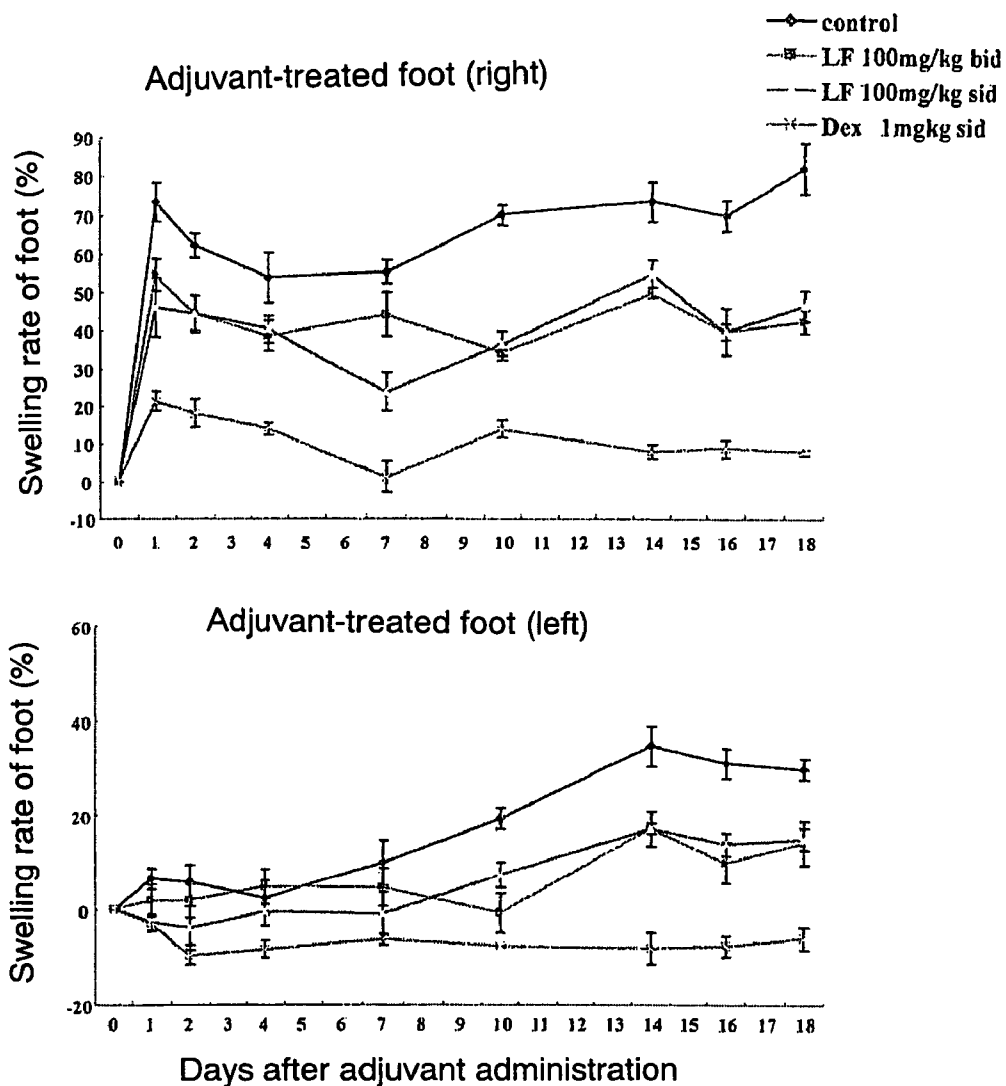 control
LF 100mg/kg bid
LF 100mg/kg sid
Dex 1mgkg sid
Adjuvant-treated foot (right)
Swelling rate of foot (%)
90
80
70
60
50
40
30
20
10
0
-10
0 1 2 3 4 5 6 7 8 9 10 11 12 13 14 15 16 17 18
Adjuvant-treated foot (left)
Swelling rate of foot (%)
60
40
20
0
-20
0 1 2 3 4 5 6 7 8 9 10 11 12 13 14 15 16 17 18
Days after adjuvant administration